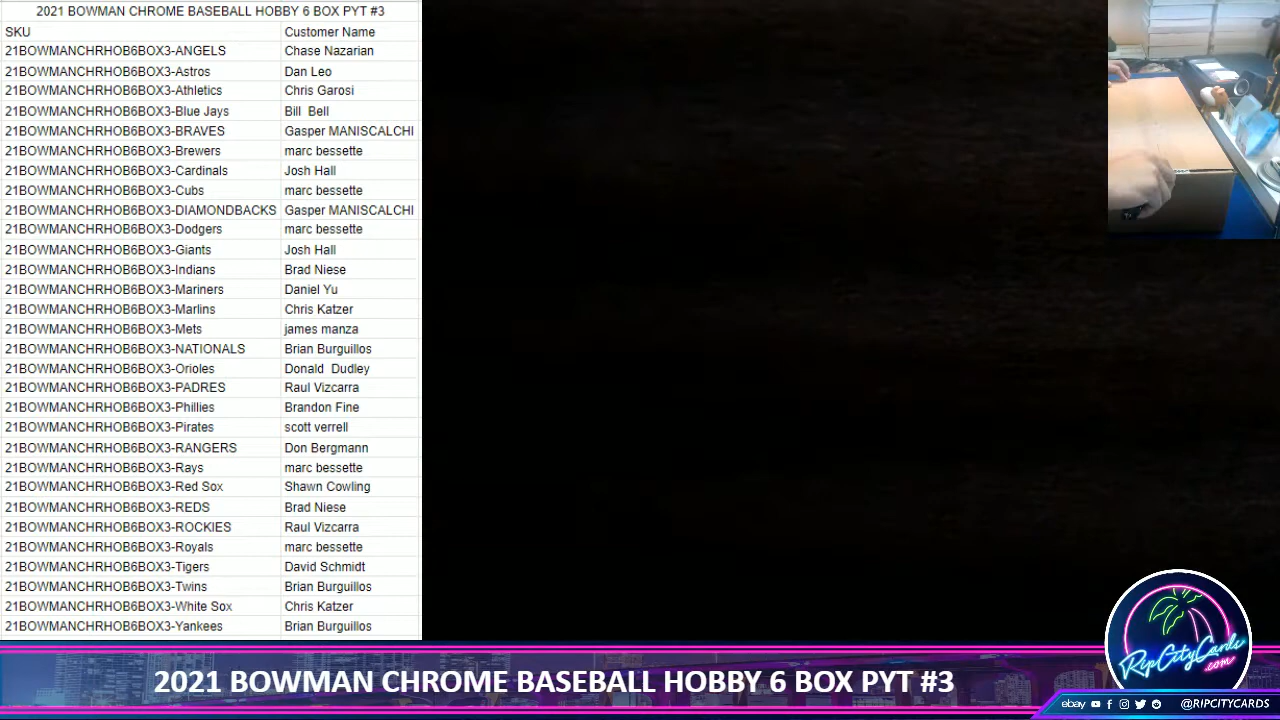 2021 BOWMAN CHROME BASEBALL HOBBY 6 BOX PYT #3
SKU Customer Name
21BOWMANCHRHOB6BOX3-ANGELS Chase Nazarian
21BOWMANCHRHOB6BOX3-Astros Dan Leo
21BOWMANCHRHOB6BOX3-Athletics Chris Garosi
21BOWMANCHRHOB6BOX3-Blue Jays Bill Bell
21BOWMANCHRHOB6BOX3-BRAVES Gasper MANISCALCHI
21BOWMANCHRHOB6BOX3-Brewers marc bessette
21BOWMANCHRHOB6BOX3-Cardinals Josh Hall
21BOWMANCHRHOB6BOX3-Cubs marc bessette
21BOWMANCHRHOB6BOX3-DIAMONDBACKS Gasper MANISCALCHI
21BOWMANCHRHOB6BOX3-Dodgers marc bessette
21BOWMANCHRHOB6BOX3-Giants Josh Hall
21BOWMANCHRHOB6BOX3-Indians Brad Niese
21BOWMANCHRHOB6BOX3-Mariners Daniel Yu
21BOWMANCHRHOB6BOX3-Marlins Chris Katzer
21BOWMANCHRHOB6BOX3-Mets james manza
21BOWMANCHRHOB6BOX3-NATIONALS Brian Burguillos
21BOWMANCHRHOB6BOX3-Orioles Donald Dudley
21BOWMANCHRHOB6BOX3-PADRES Raul Vizcarra
21BOWMANCHRHOB6BOX3-Phillies Brandon Fine
21BOWMANCHRHOB6BOX3-Pirates scott verrell
21BOWMANCHRHOB6BOX3-RANGERS Don Bergmann
21BOWMANCHRHOB6BOX3-Rays marc bessette
21BOWMANCHRHOB6BOX3-Red Sox Shawn Cowling
21BOWMANCHRHOB6BOX3-REDS Brad Niese
21BOWMANCHRHOB6BOX3-ROCKIES Raul Vizcarra
21BOWMANCHRHOB6BOX3-Royals marc bessette
21BOWMANCHRHOB6BOX3-Tigers David Schmidt
21BOWMANCHRHOB6BOX3-Twins Brian Burguillos
21BOWMANCHRHOB6BOX3-White Sox Chris Katzer
21BOWMANCHRHOB6BOX3-Yankees Brian Burguillos
RipCityCards
.com
2021 BOWMAN CHROME BASEBALL HOBBY 6 BOX PYT #3
ebay @RIPCITYCARDS